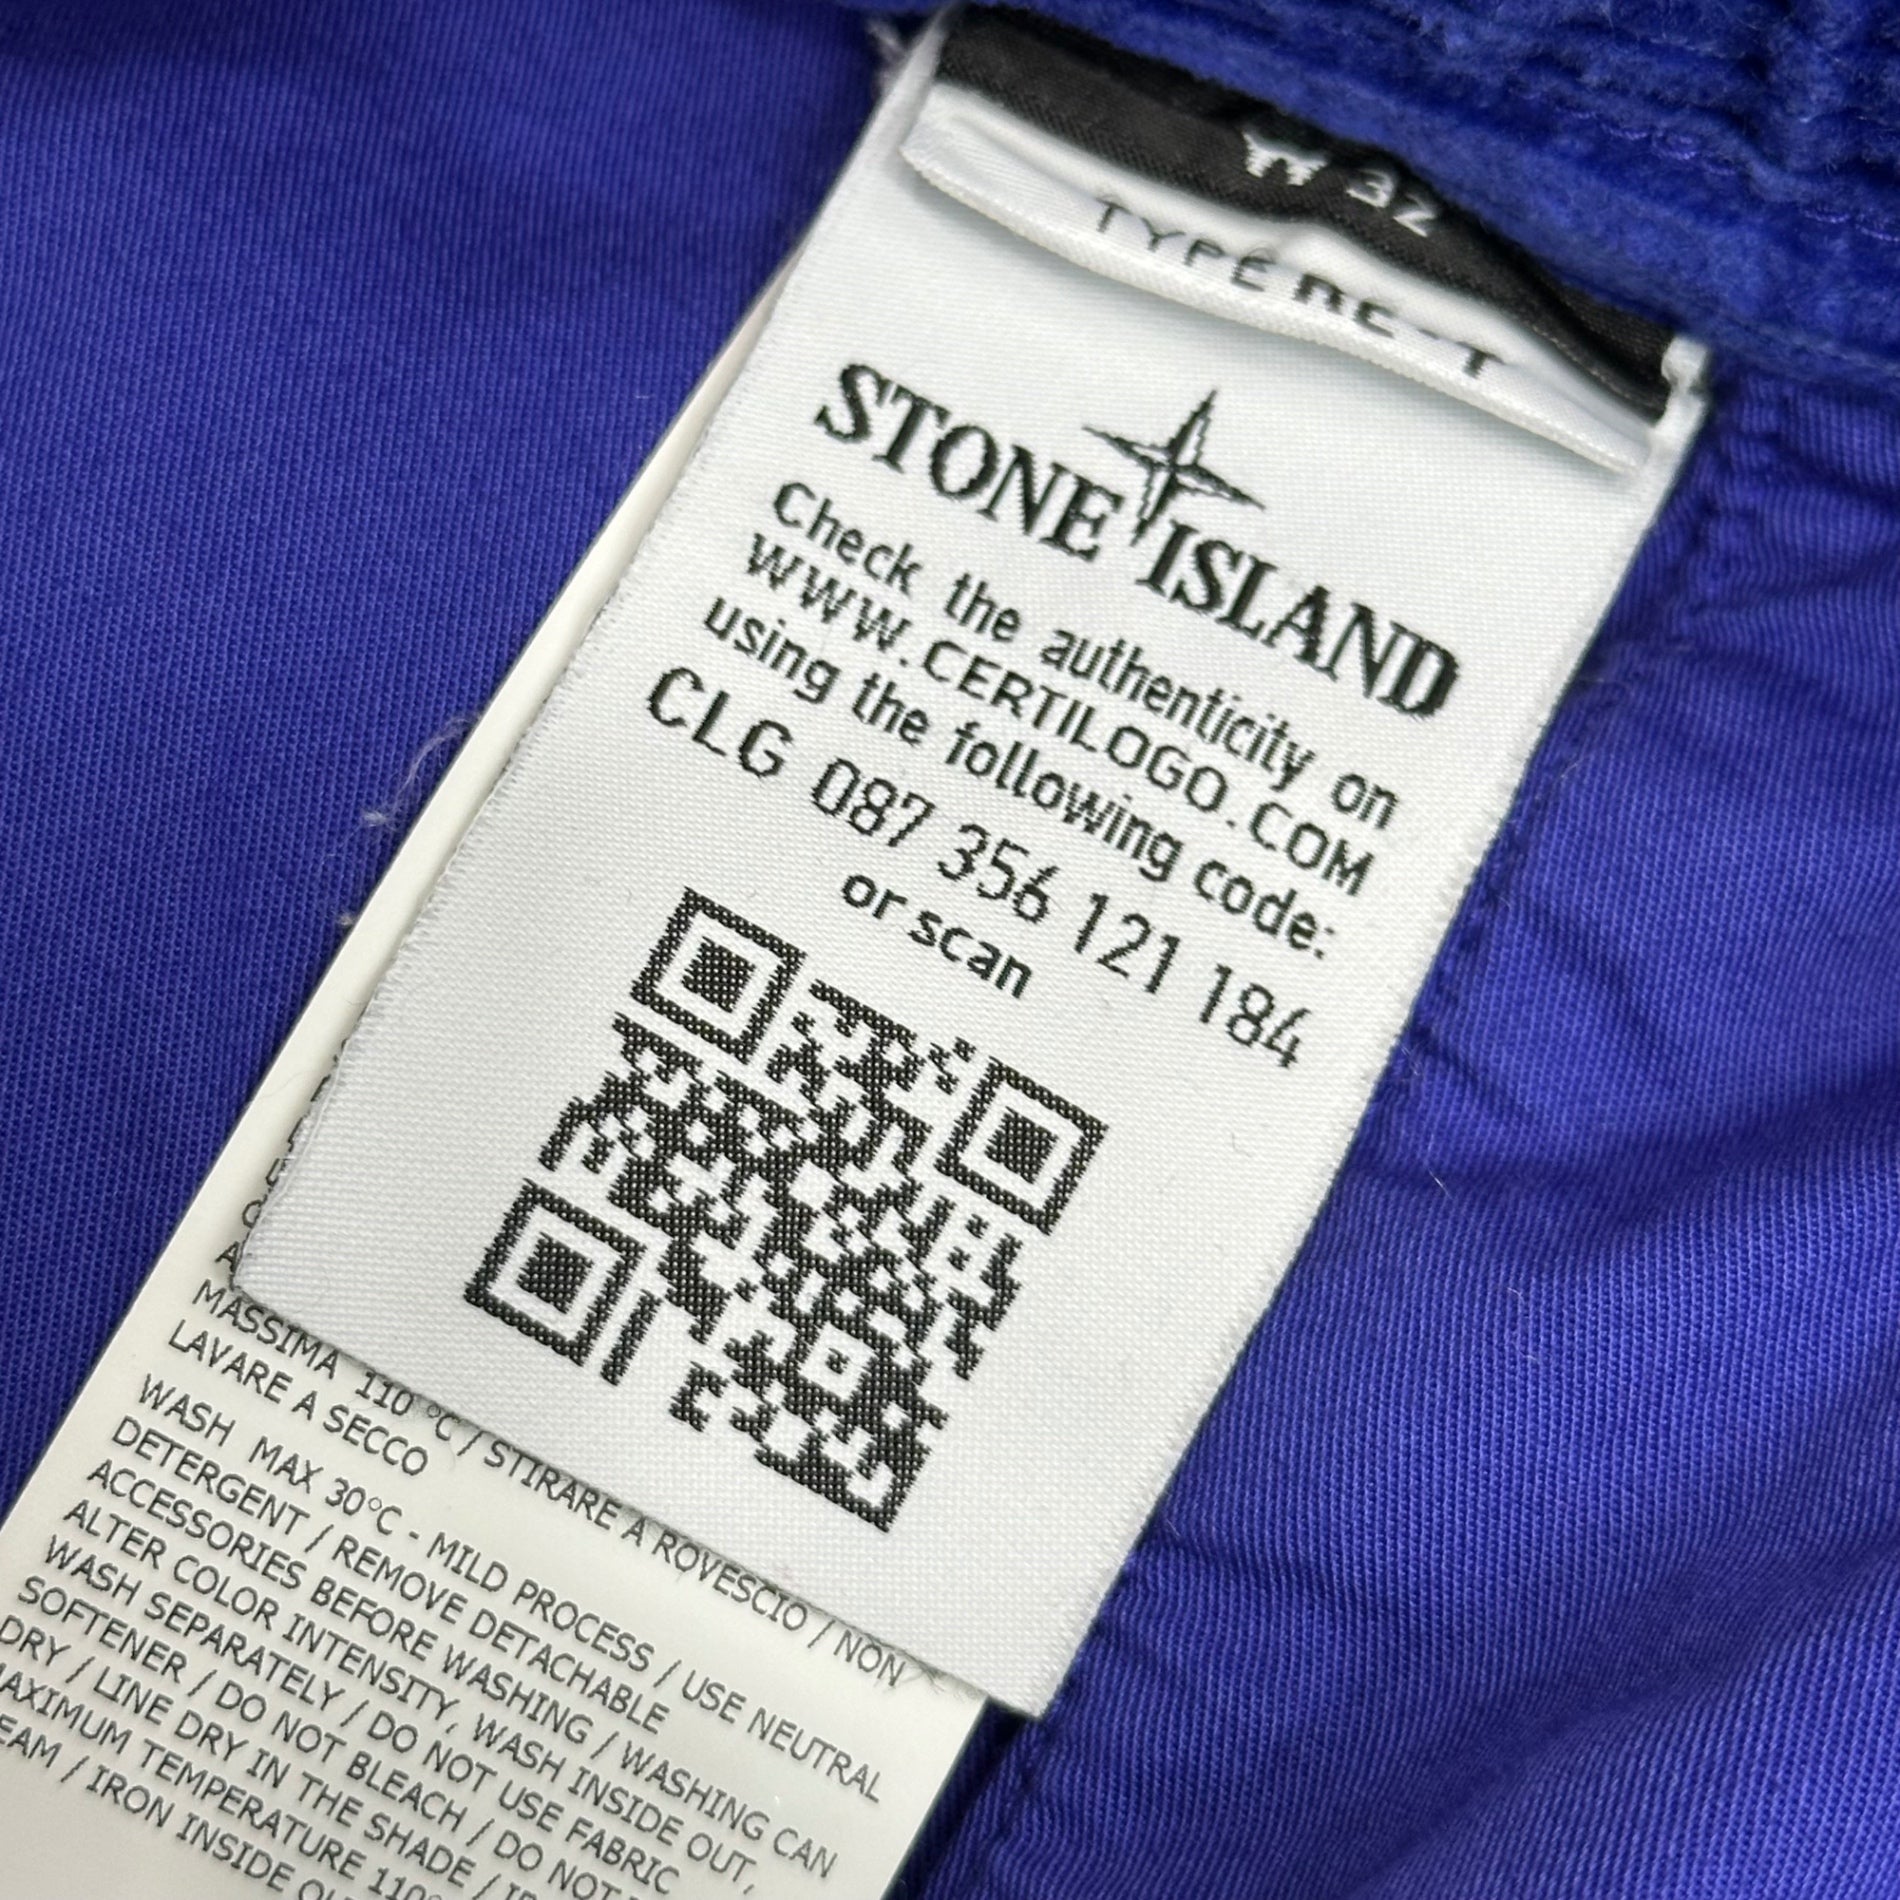 W 32
TYPE RE-T
STONE ISLAND
Check the authenticity on
WWW.CERTILOGO.COM
using the following code:
CLG 087 356 121 184
or scan
MASSIMA 110 °C / STIRARE A ROVESCIO / NON
LAVARE A SECCO
WASH MAX 30°C - MILD PROCESS / USE NEUTRAL
DETERGENT / REMOVE DETACHABLE
ACCESSORIES BEFORE WASHING / WASHING CAN
ALTER COLOR INTENSITY, WASH INSIDE OUT,
WASH SEPARATELY / DO NOT USE FABRIC
SOFTENER / DO NOT BLEACH / DO NOT
DRY / LINE DRY IN THE SHADE /
MAXIMUM TEMPERATURE 110°
/ IRON INSIDE